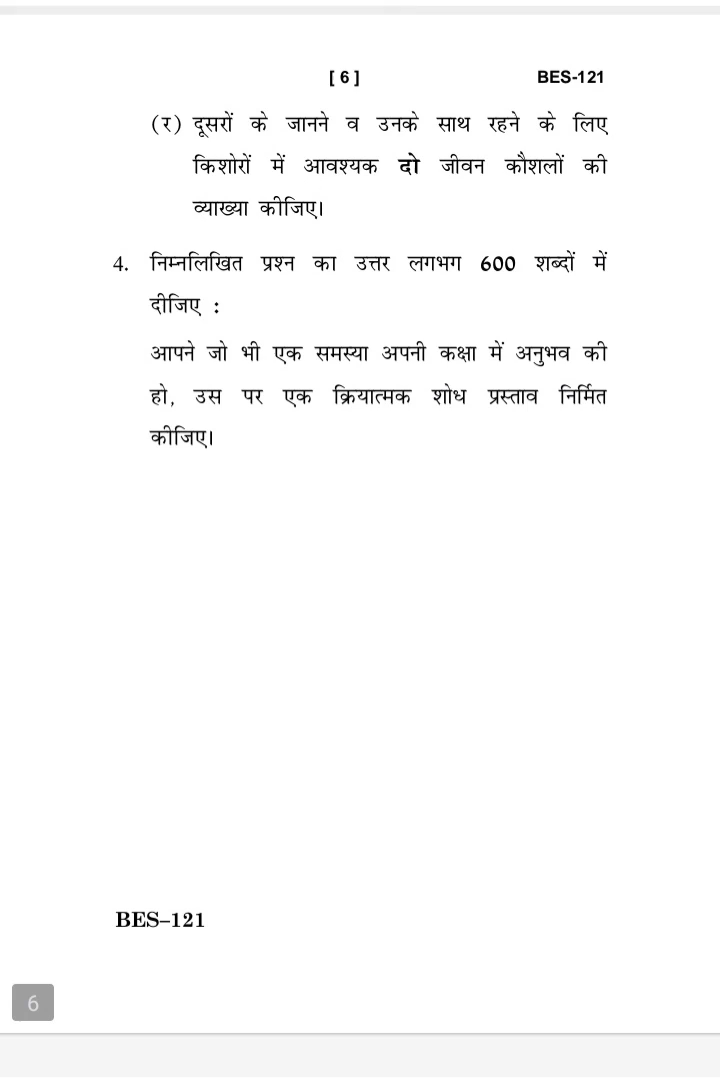 [ 6 ] BES-121
(र) दूसरों के जानने व उनके साथ रहने के लिए
किशोरों में आवश्यक दो जीवन कौशलों की
व्याख्या कीजिए।
4. निम्नलिखित प्रश्न का उत्तर लगभग 600 शब्दों में
दीजिए :
आपने जो भी एक समस्या अपनी कक्षा में अनुभव की
हो, उस पर एक क्रियात्मक शोध प्रस्ताव निर्मित
कीजिए।
BES–121
6